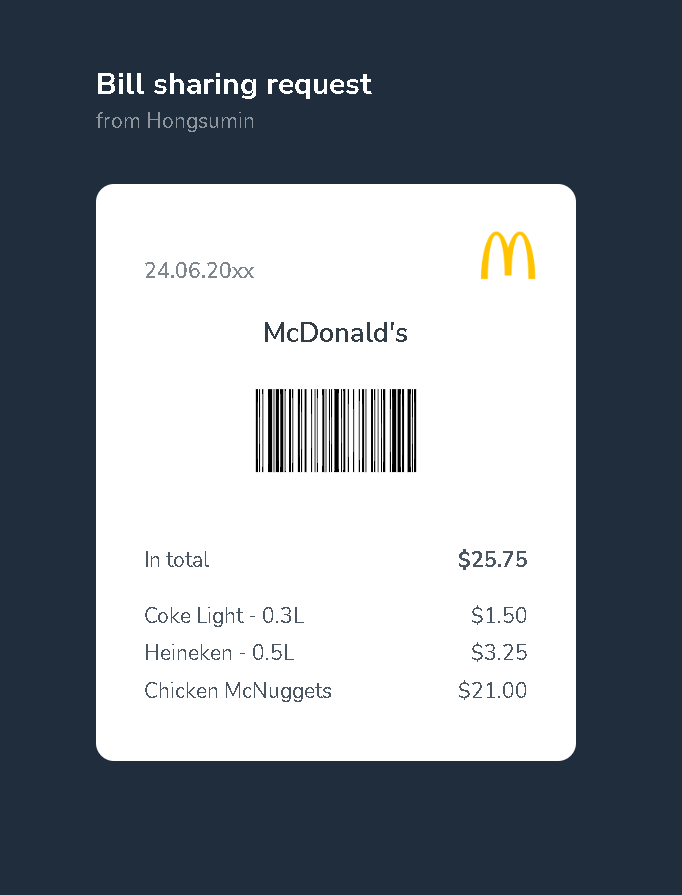 Bill sharing request
from Hongsumin
24.06.20xx
McDonald's
In total $25.75
Coke Light - 0.3L $1.50
Heineken - 0.5L $3.25
Chicken McNuggets $21.00